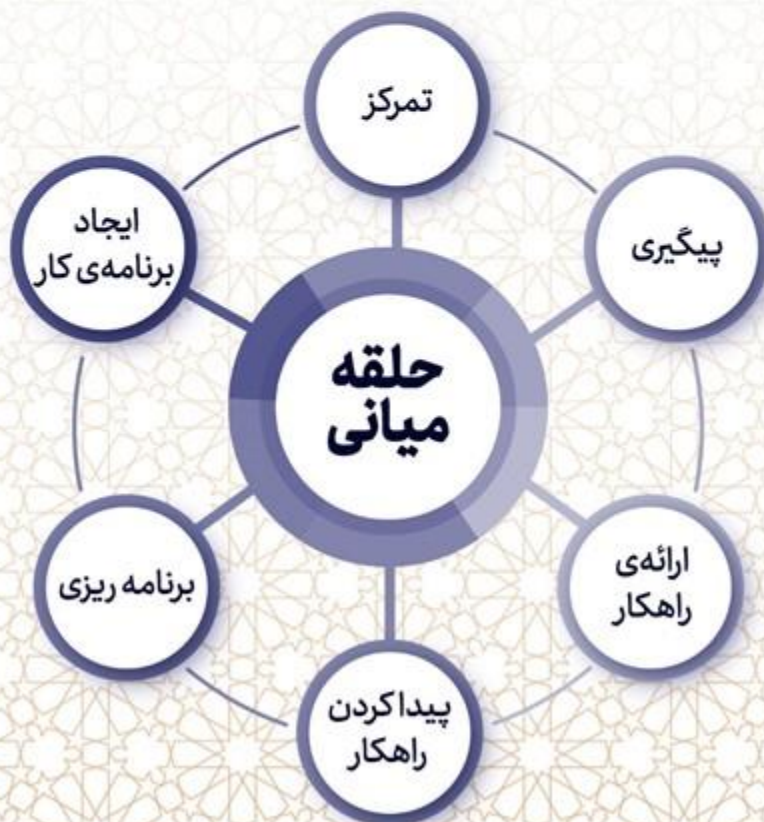 تمرکز
پیگیری
ارائه‌ی
راهکار
پیدا کردن
راهکار
برنامه ریزی
ایجاد
برنامه‌ی کار
حلقه
میانی